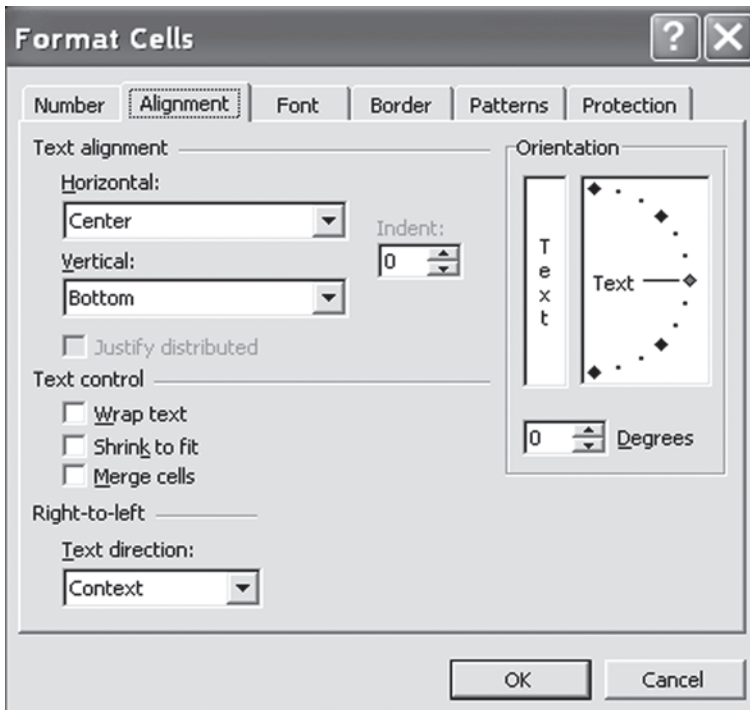 Format Cells ?
Number Alignment Font Border Patterns Protection
Text alignment
Horizontal:
Center
Indent:
0
Vertical:
Bottom
Justify distributed
Text control
Wrap text
Shrink to fit
Merge cells
Right-to-left
Text direction:
Context
Orientation
Text
Text
0 Degrees
OK Cancel